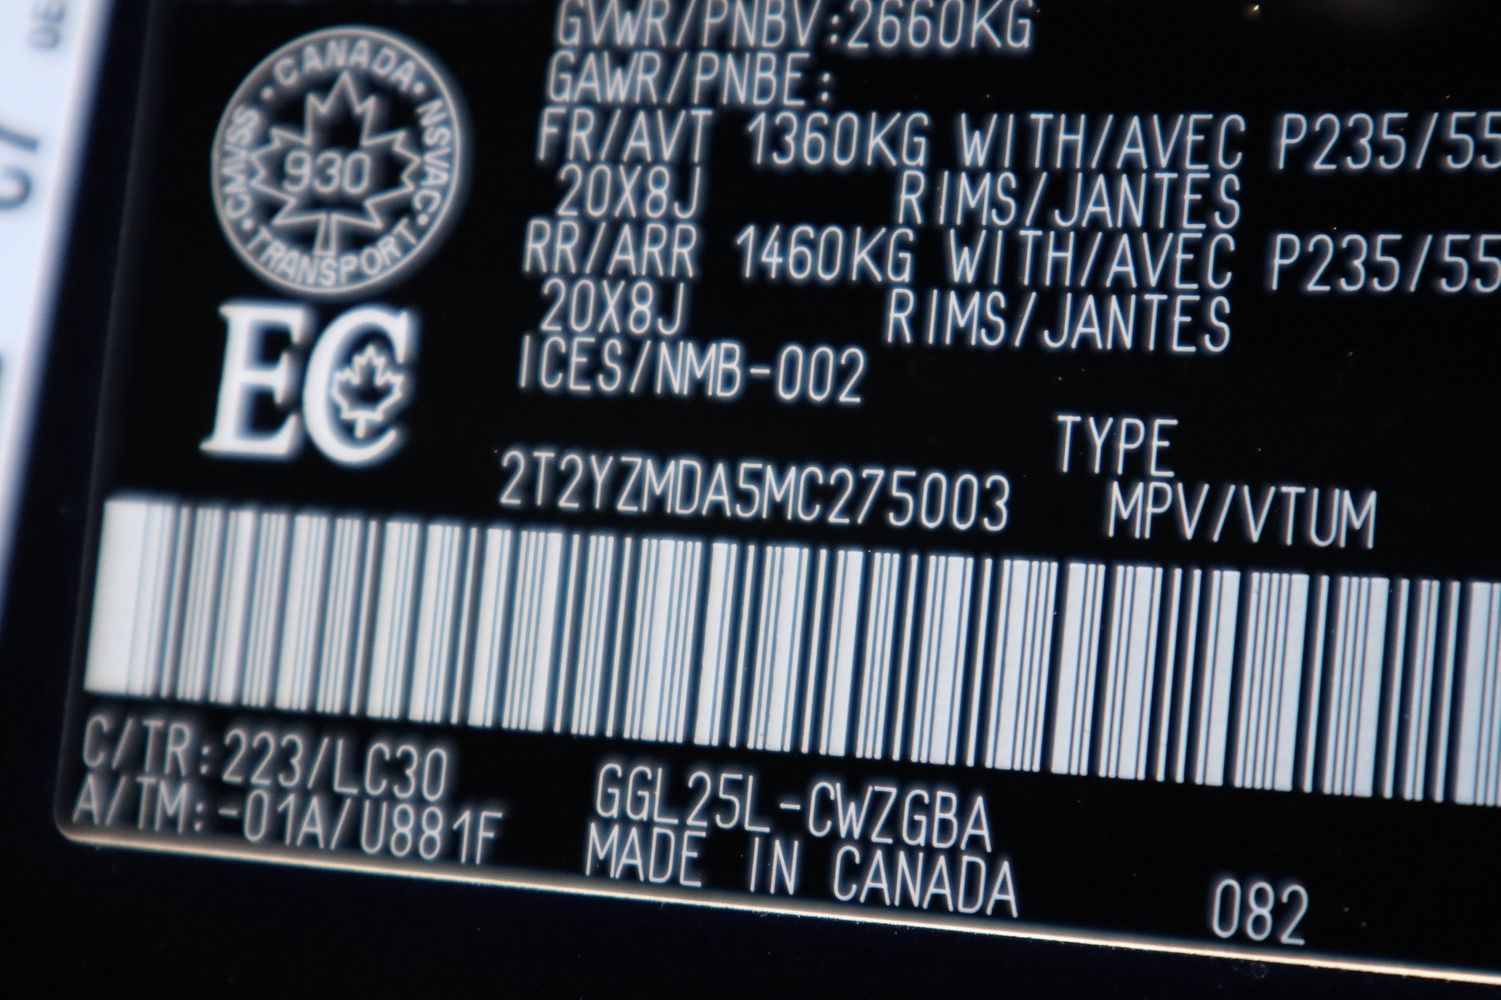 GVWR/PNBV:2660KG
GAWR/PNBE:
FR/AVT 1360KG WITH/AVEC P235/55
20X8J RIMS/JANTES
RR/ARR 1460KG WITH/AVEC P235/55
20X8J RIMS/JANTES
ICES/NMB-002
CANADA · NSVAC · TRANSPORT · CMVSS ·
930
EC
TYPE
2T2YZMDA5MC275003 MPV/VTUM
C/TR:223/LC30
A/TM:-01A/U881F
GGL25L-CWZGBA
MADE IN CANADA
082